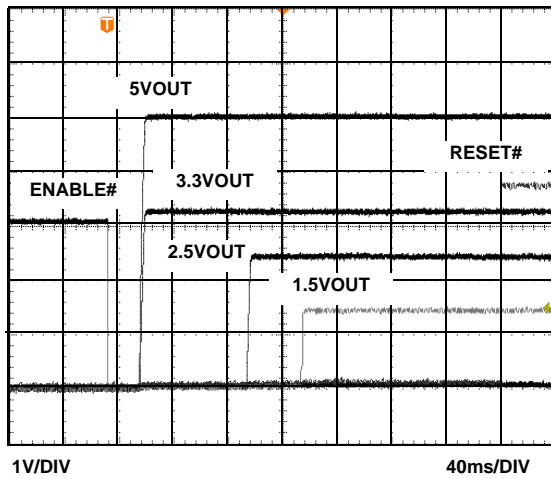 T
5VOUT
RESET#
ENABLE#
3.3VOUT
2.5VOUT
1.5VOUT
1V/DIV
40ms/DIV